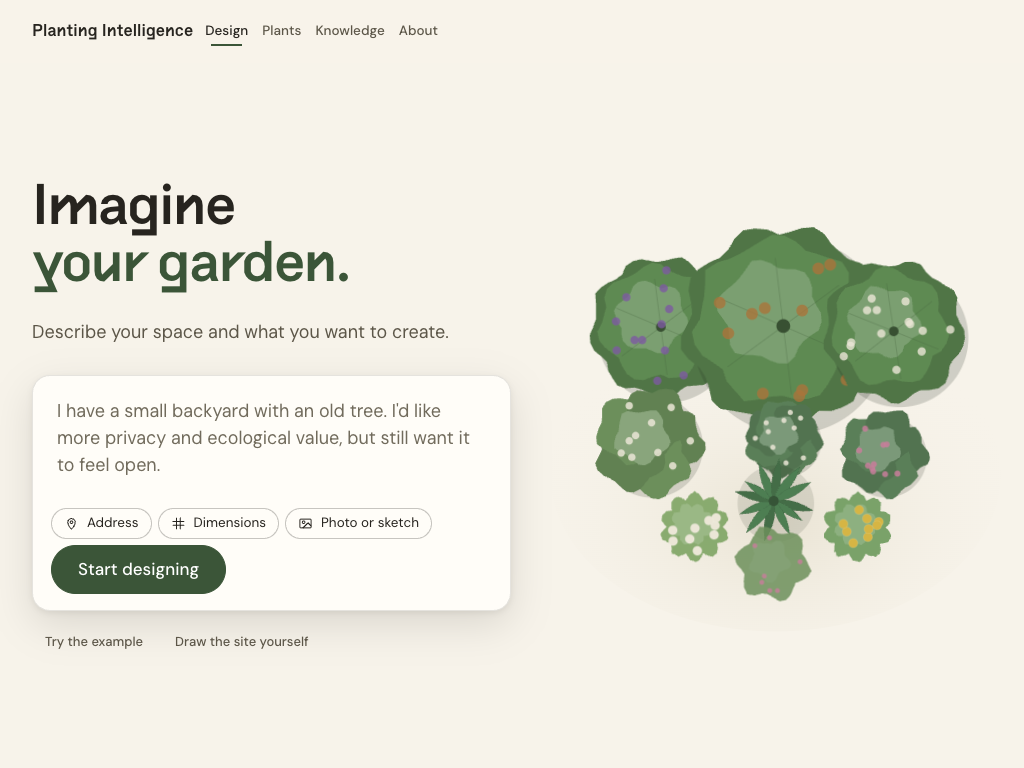 Planting Intelligence Design Plants Knowledge About
Imagine
your garden.
Describe your space and what you want to create.
I have a small backyard with an old tree. I'd like
more privacy and ecological value, but still want it
to feel open.
Address Dimensions Photo or sketch
Start designing
Try the example Draw the site yourself